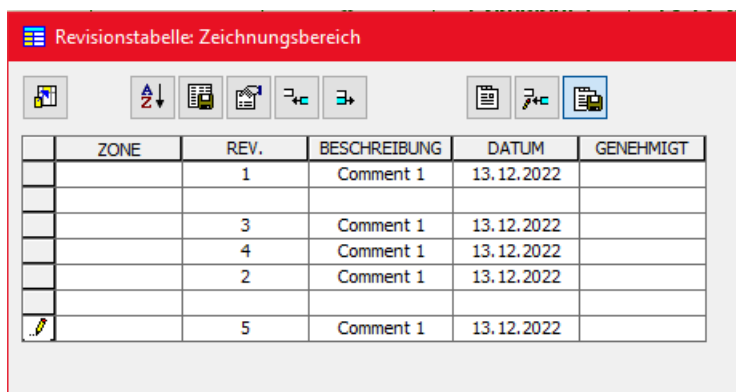 Revisionstabelle: Zeichnungsbereich
ZONE REV. BESCHREIBUNG DATUM GENEHMIGT
1 Comment 1 13.12.2022
3 Comment 1 13.12.2022
4 Comment 1 13.12.2022
2 Comment 1 13.12.2022
5 Comment 1 13.12.2022